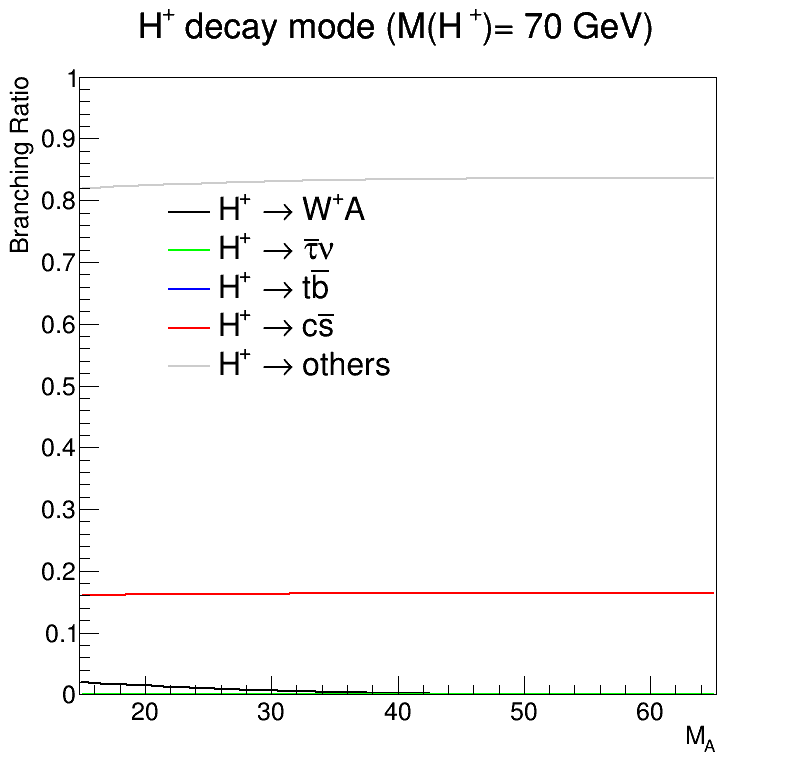 H⁺ decay mode (M(H⁺)= 70 GeV)
Branching Ratio
1
0.9
0.8
H⁺ → W⁺A
H⁺ → τ̅ν
0.7
H⁺ → tb̅
0.6
H⁺ → cs̅
H⁺ → others
0.5
0.4
0.3
0.2
0.1
0
20 30 40 50 60
M_A